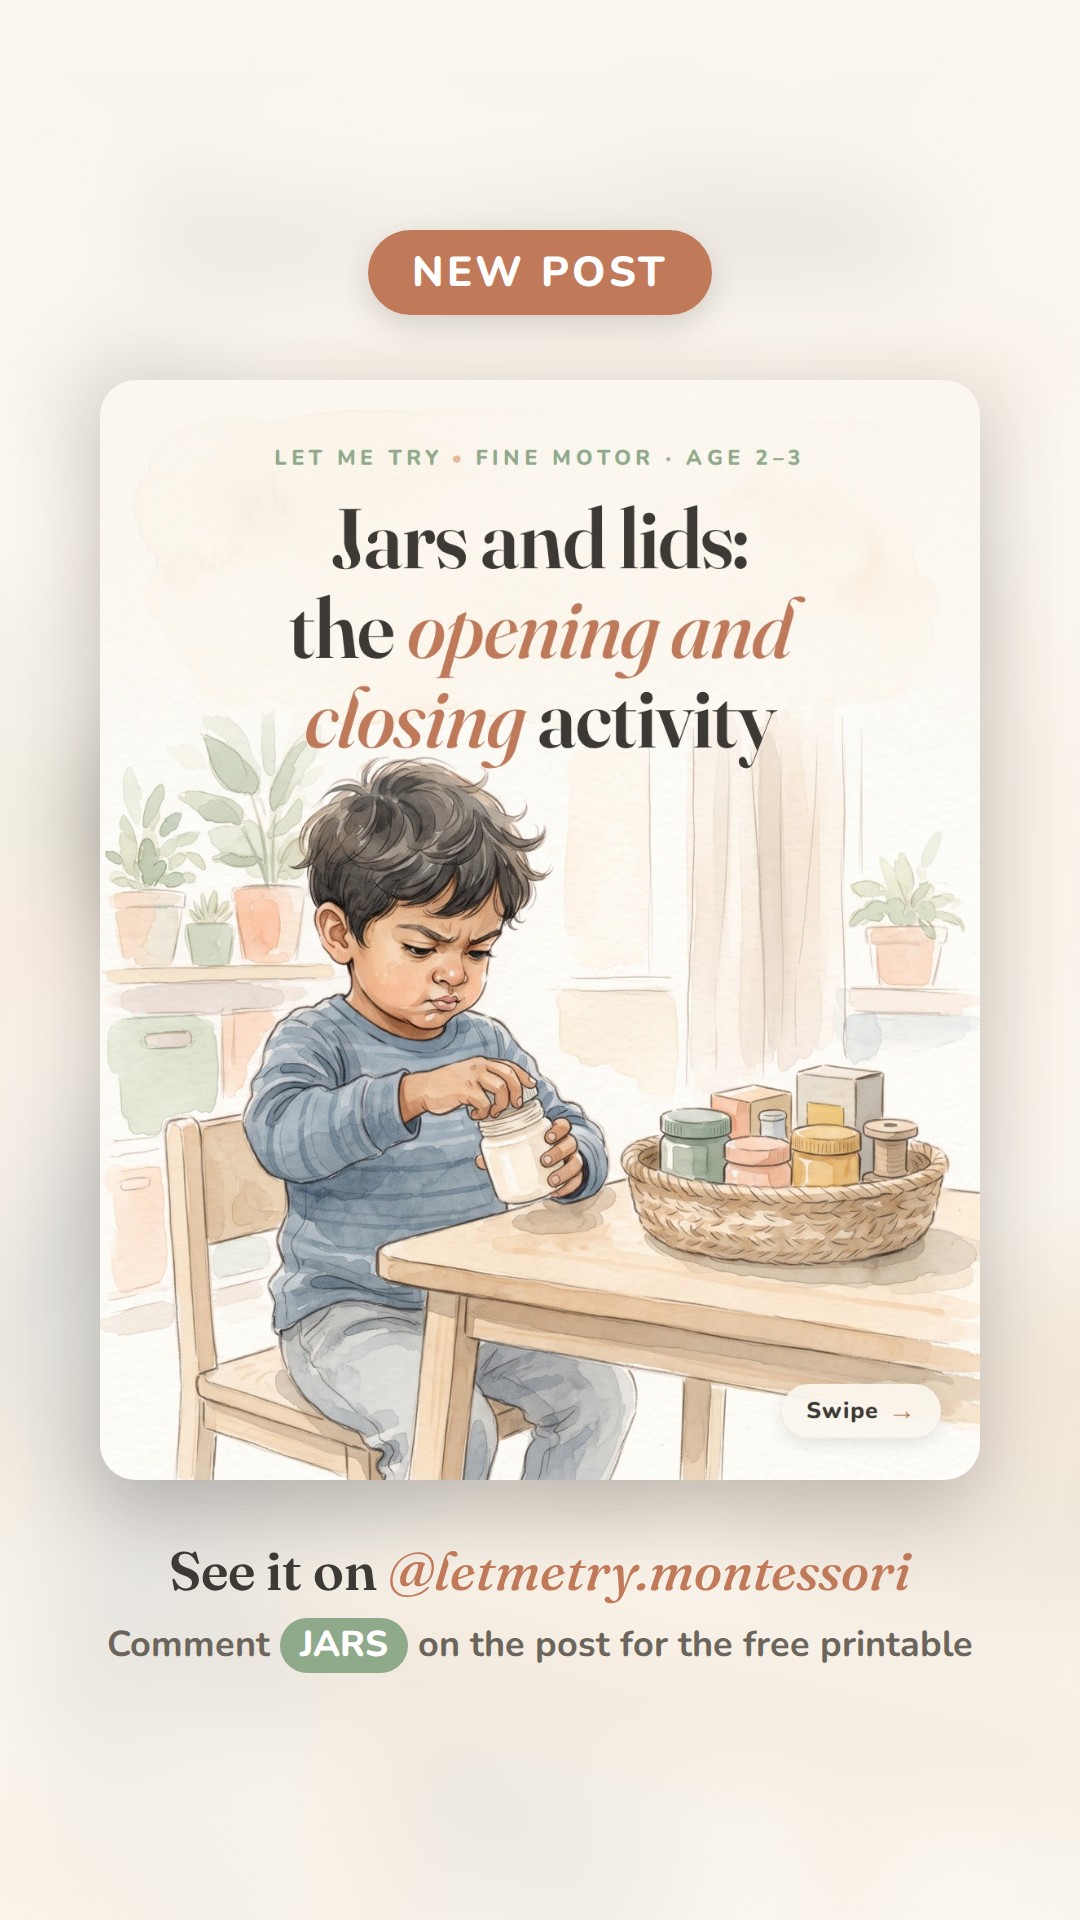 NEW POST
LET ME TRY • FINE MOTOR · AGE 2–3
Jars and lids:
the opening and
closing activity
Swipe →
See it on @letmetry.montessori
Comment JARS on the post for the free printable